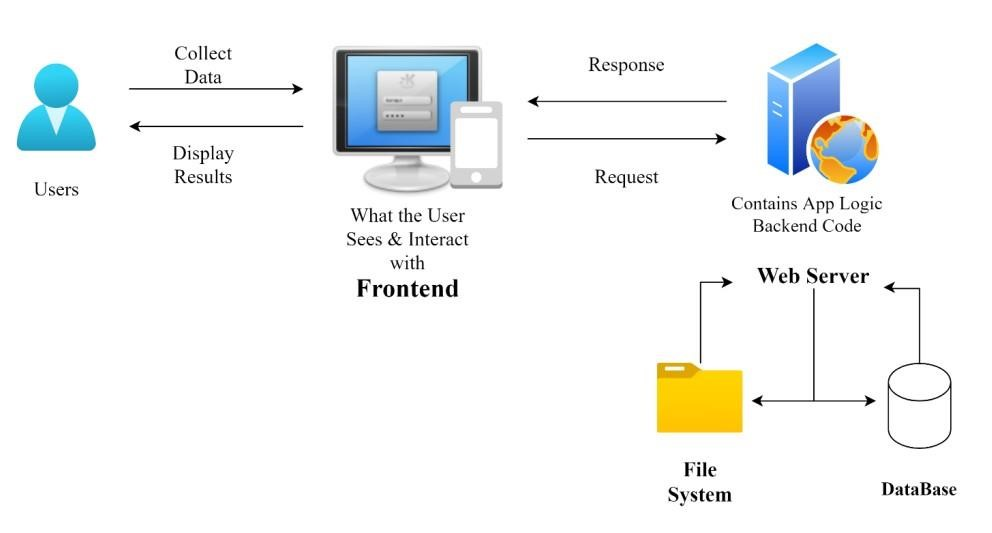 Collect
Data
Display
Results
Users
What the User
Sees & Interact
with
Frontend
Response
Request
Contains App Logic
Backend Code
Web Server
File
System
DataBase